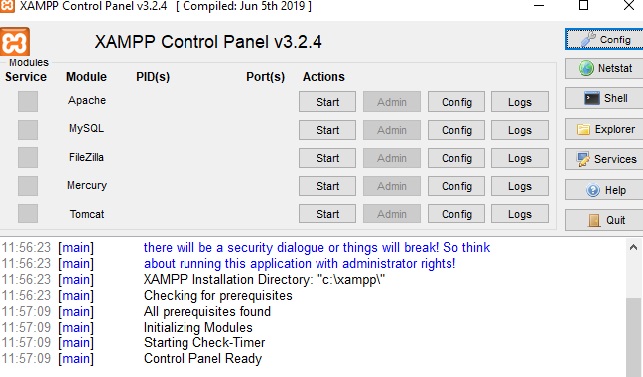 XAMPP Control Panel v3.2.4 [ Compiled: Jun 5th 2019 ]
XAMPP Control Panel v3.2.4
Config
Modules
Service Module PID(s) Port(s) Actions
Netstat
Apache Start Admin Config Logs
Shell
MySQL Start Admin Config Logs
Explorer
FileZilla Start Admin Config Logs
Services
Mercury Start Admin Config Logs
Help
Tomcat Start Admin Config Logs
Quit
11:56:23 [main] there will be a security dialogue or things will break! So think
11:56:23 [main] about running this application with administrator rights!
11:56:23 [main] XAMPP Installation Directory: "c:\xampp\"
11:56:23 [main] Checking for prerequisites
11:57:09 [main] All prerequisites found
11:57:09 [main] Initializing Modules
11:57:09 [main] Starting Check-Timer
11:57:09 [main] Control Panel Ready